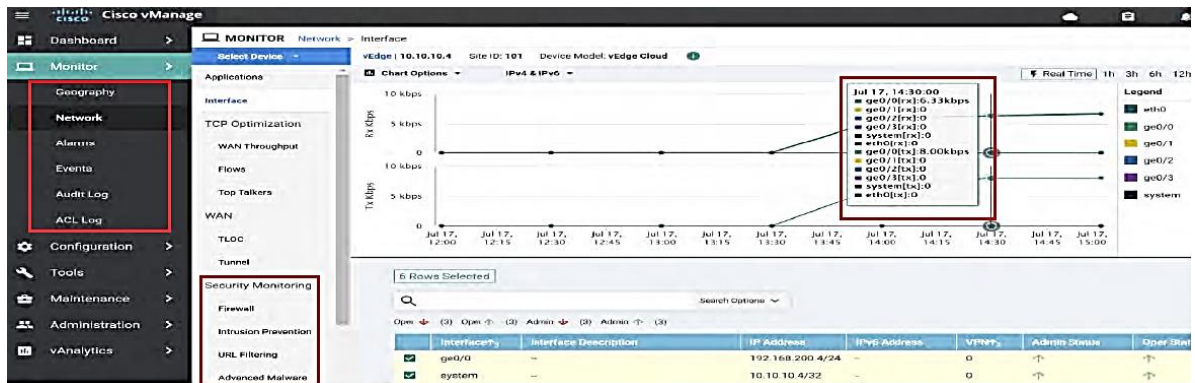 cisco Cisco vManage
Dashboard
Monitor
Geography
Network
Alarms
Events
Audit Log
ACL Log
Configuration
Tools
Maintenance
Administration
vAnalytics
MONITOR Network > Interface
Select Device
vEdge | 10.10.10.4 Site ID: 101 Device Model: vEdge Cloud
Applications
Interface
TCP Optimization
WAN Throughput
Flows
Top Talkers
WAN
TLOC
Tunnel
Security Monitoring
Firewall
Intrusion Prevention
URL Filtering
Advanced Malware
Chart Options IPv4 & IPv6
Real Time 1h 3h 6h 12h
10 kbps
5 kbps
0
Rx Kbps
10 kbps
5 kbps
0
Tx Kbps
Jul 17, 14:30:00
ge0/0[rx]:6.33kbps
ge0/1[rx]:0
ge0/2[rx]:0
ge0/3[rx]:0
system[rx]:0
eth0[rx]:0
ge0/0[tx]:8.00kbps
ge0/1[tx]:0
ge0/2[tx]:0
ge0/3[tx]:0
system[tx]:0
eth0[tx]:0
Legend
eth0
ge0/0
ge0/1
ge0/2
ge0/3
system
Jul 17, Jul 17, Jul 17, Jul 17, Jul 17, Jul 17, Jul 17, Jul 17, Jul 17, Jul 17, Jul 17, Jul 17, Jul 17,
12:00 12:15 12:30 12:45 13:00 13:15 13:30 13:45 14:00 14:15 14:30 14:45 15:00
6 Rows Selected
Search Options
Oper (3) Oper (3) Admin (3) Admin (3)
Interface Interface Description IP Address IPv6 Address VPN Admin Status Oper Stat
ge0/0 -- 192.168.200.4/24 -- 0
system -- 10.10.10.4/32 -- 0